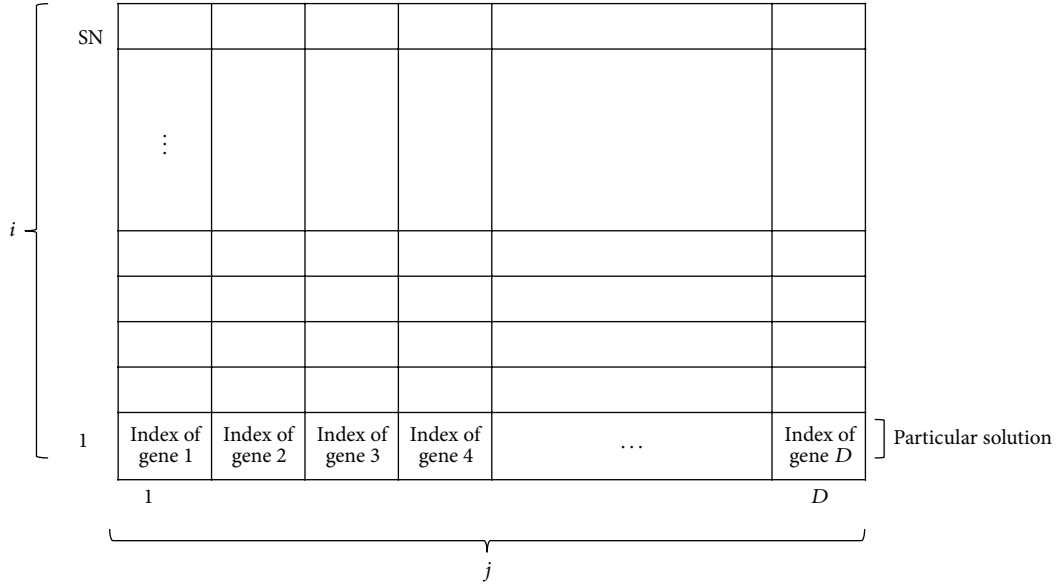 SN
⋮
i
1
Index of
gene 1
Index of
gene 2
Index of
gene 3
Index of
gene 4
...
Index of
gene D
Particular solution
1
D
j